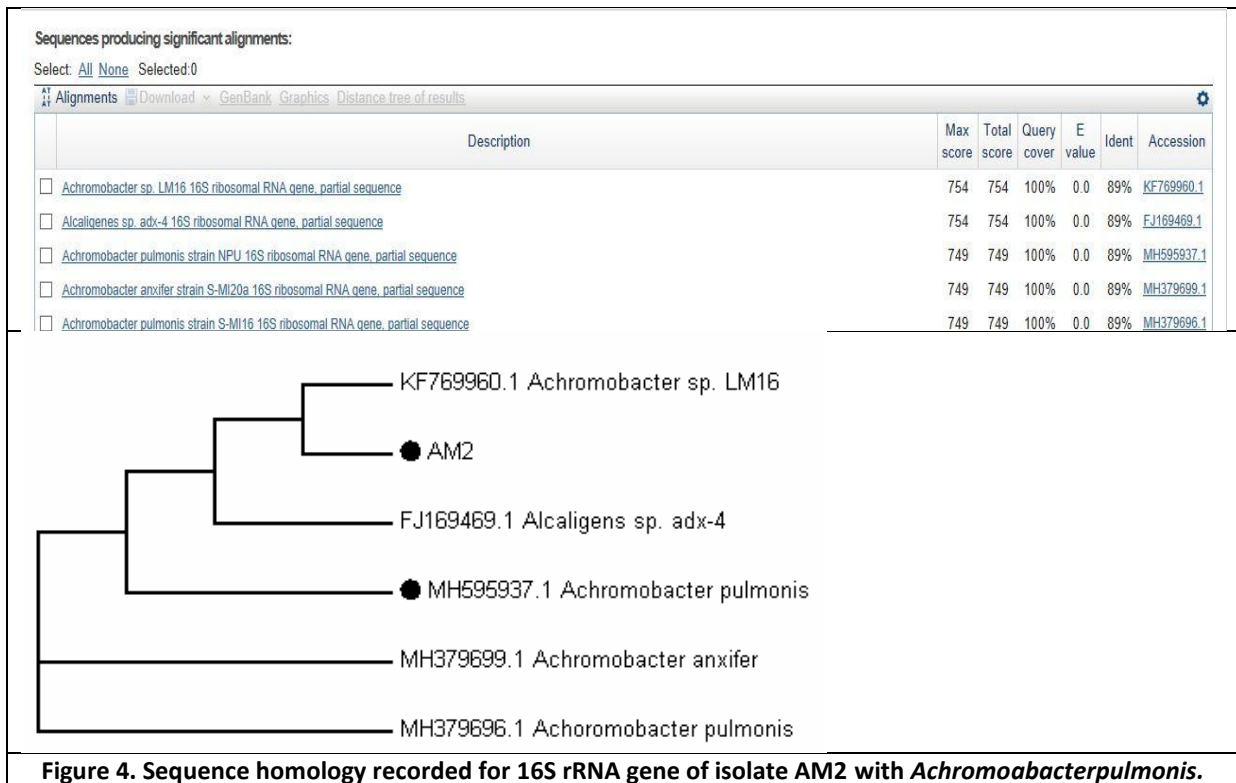 Sequences producing significant alignments:
Select: All None Selected:0
Alignments Download GenBank Graphics Distance tree of results
Description Max score Total score Query cover E value Ident Accession
Achromobacter sp. LM16 16S ribosomal RNA gene, partial sequence 754 754 100% 0.0 89% KF769960.1
Alcaligenes sp. adx-4 16S ribosomal RNA gene, partial sequence 754 754 100% 0.0 89% FJ169469.1
Achromobacter pulmonis strain NPU 16S ribosomal RNA gene, partial sequence 749 749 100% 0.0 89% MH595937.1
Achromobacter anxifer strain S-MI20a 16S ribosomal RNA gene, partial sequence 749 749 100% 0.0 89% MH379699.1
Achromobacter pulmonis strain S-MI16 16S ribosomal RNA gene, partial sequence 749 749 100% 0.0 89% MH379696.1
KF769960.1 Achromobacter sp. LM16
AM2
FJ169469.1 Alcaligens sp. adx-4
MH595937.1 Achromobacter pulmonis
MH379699.1 Achromobacter anxifer
MH379696.1 Achoromobacter pulmonis
Figure 4. Sequence homology recorded for 16S rRNA gene of isolate AM2 with Achromoabacterpulmonis.